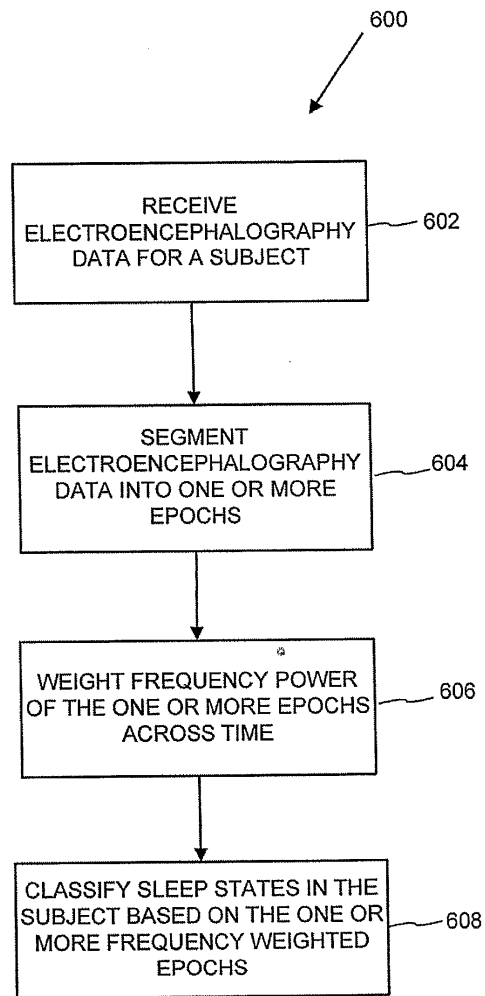 600
RECEIVE
ELECTROENCEPHALOGRAPHY
DATA FOR A SUBJECT
602
SEGMENT
ELECTROENCEPHALOGRAPHY
DATA INTO ONE OR MORE
EPOCHS
604
WEIGHT FREQUENCY POWER
OF THE ONE OR MORE EPOCHS
ACROSS TIME
606
CLASSIFY SLEEP STATES IN THE
SUBJECT BASED ON THE ONE OR
MORE FREQUENCY WEIGHTED
EPOCHS
608